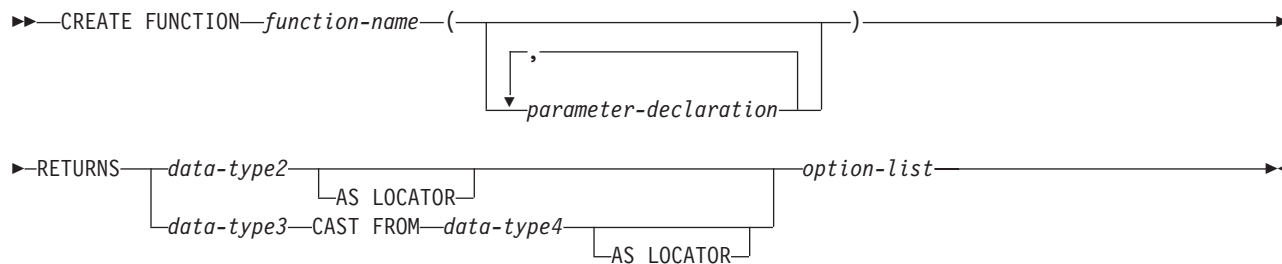 CREATE FUNCTION function-name ( )
,
parameter-declaration
RETURNS data-type2 option-list
AS LOCATOR
data-type3 CAST FROM data-type4
AS LOCATOR